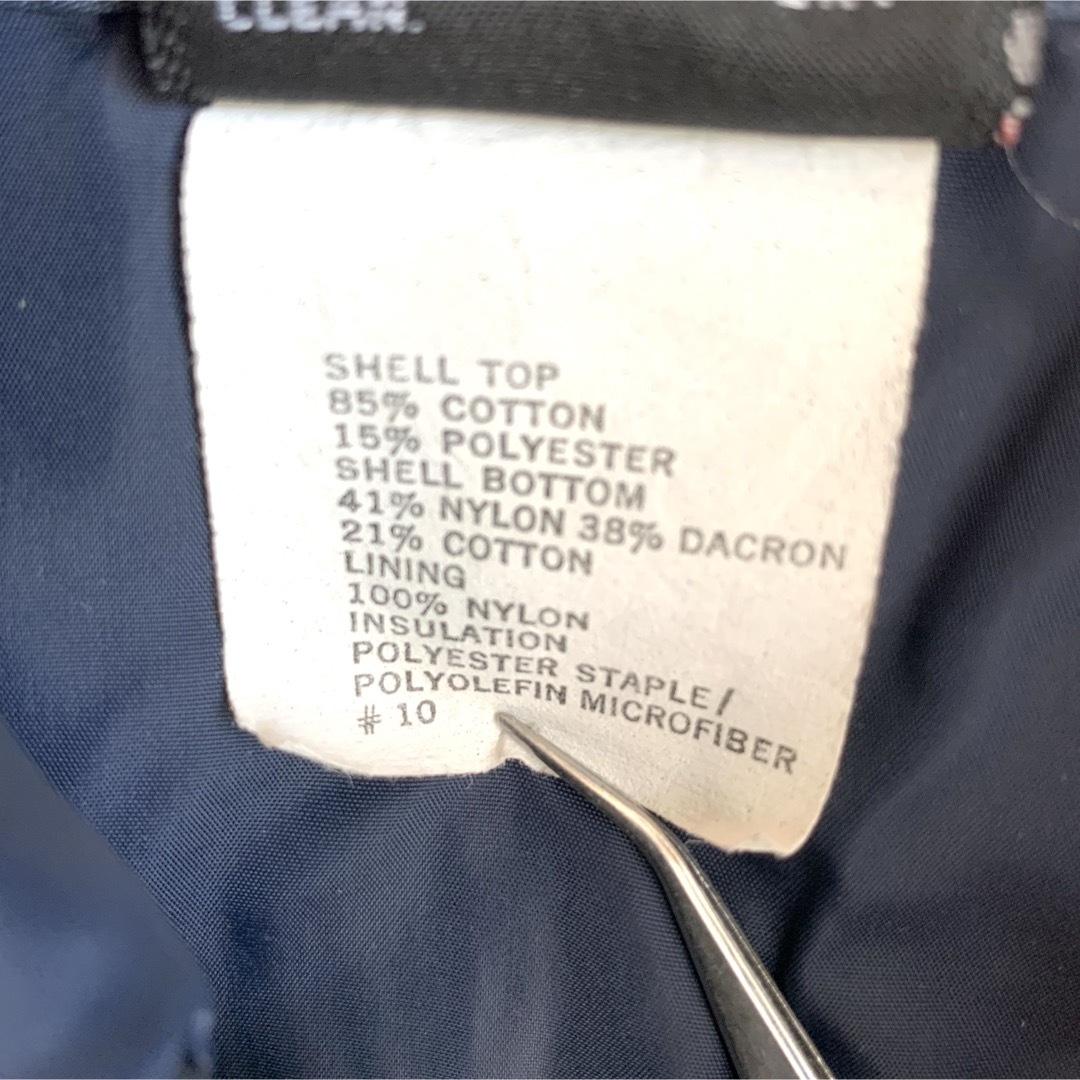 CLEAN.
SHELL TOP
85% COTTON
15% POLYESTER
SHELL BOTTOM
41% NYLON 38% DACRON
21% COTTON
LINING
100% NYLON
INSULATION
POLYESTER STAPLE/
POLYOLEFIN MICROFIBER
# 10